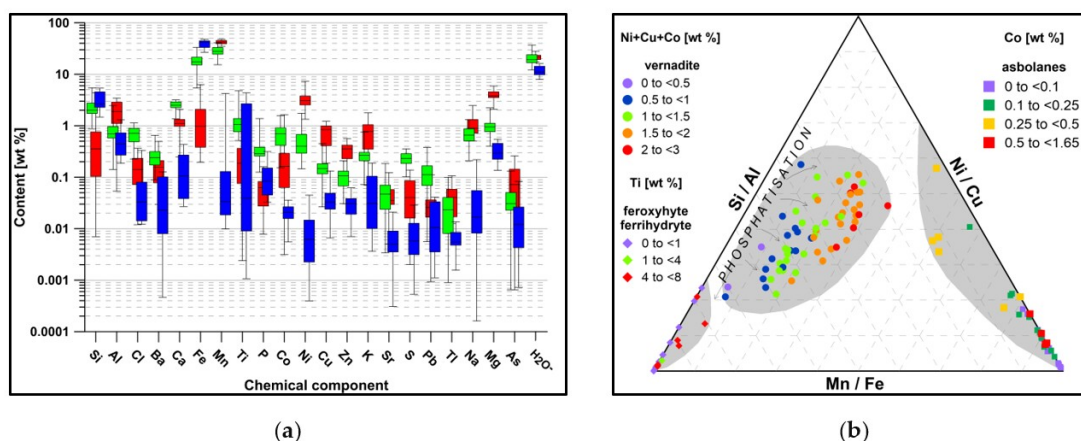 100
10
1
0.1
0.01
0.001
0.0001
Content [wt %]
Si Al Cl Ba Ca Fe Mn Ti P Co Ni Cu Zn K Sr S Pb Tl Na Mg As H₂O-
Chemical component
(a)
Ni+Cu+Co [wt %]
vernadite
0 to <0.5
0.5 to <1
1 to <1.5
1.5 to <2
2 to <3
Ti [wt %]
feroxyhyte
ferrihydryte
0 to <1
1 to <4
4 to <8
Si / Al
PHOSPHATISATION
Ni / Cu
Mn / Fe
Co [wt %]
asbolanes
0 to <0.1
0.1 to <0.25
0.25 to <0.5
0.5 to <1.65
(b)